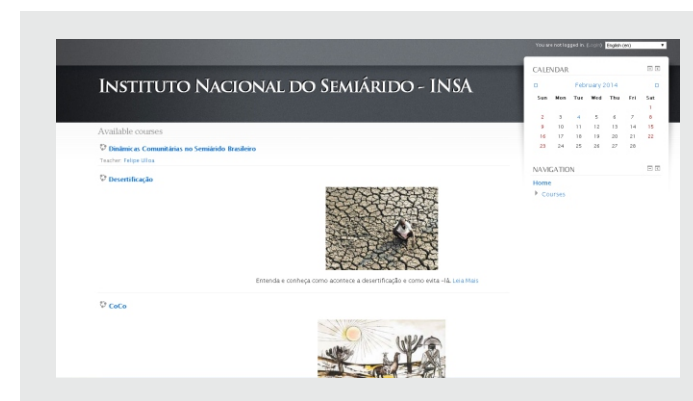 You are not logged in. (Login) English (en)
INSTITUTO NACIONAL DO SEMIÁRIDO - INSA
Available courses
Dinâmicas Comunitárias no Semiárido Brasileiro
Teacher: Felipe Ulloa
Desertificação
Entenda e conheça como acontece a desertificação e como evita -lá. Leia Mais
CoCo
CALENDAR
February 2014
Sun Mon Tue Wed Thu Fri Sat
1
2 3 4 5 6 7 8
9 10 11 12 13 14 15
16 17 18 19 20 21 22
23 24 25 26 27 28
NAVIGATION
Home
Courses